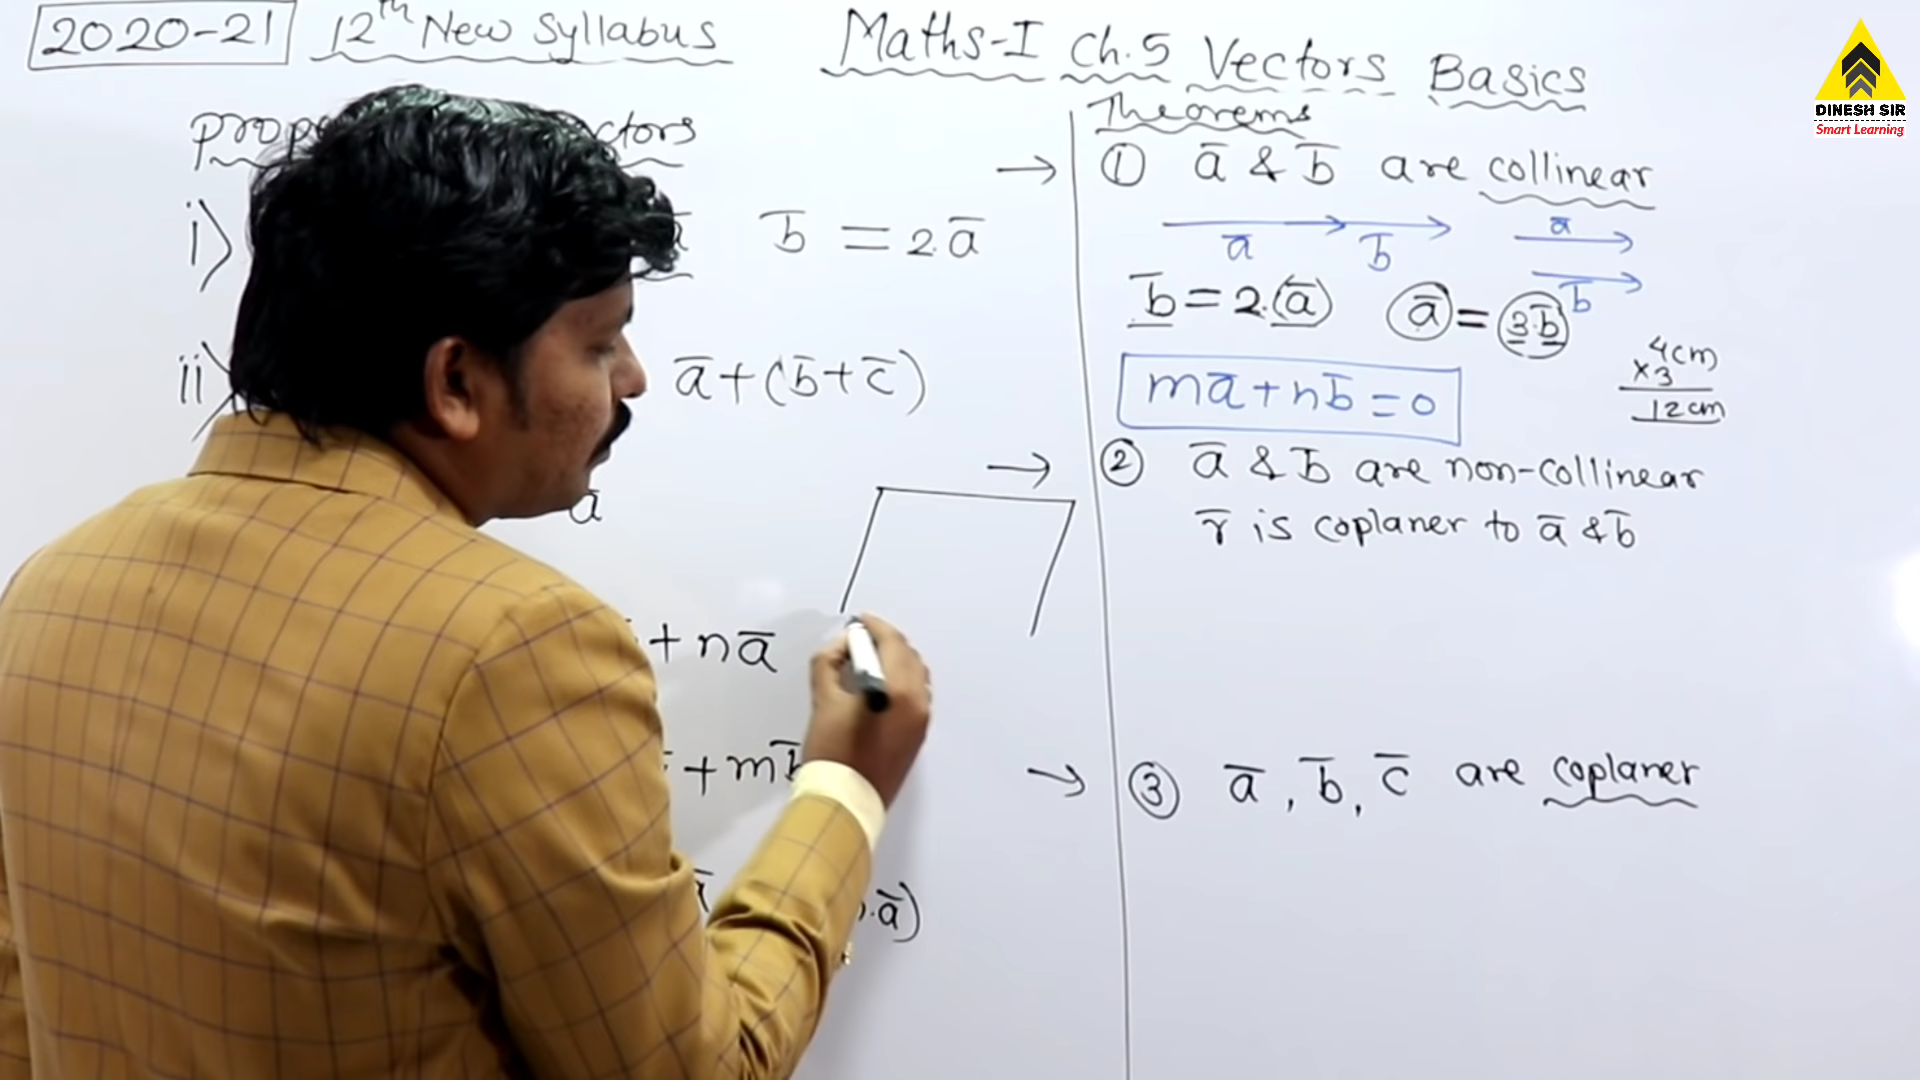 2020-21 12th New Syllabus Maths-I Ch.5 Vectors Basics
DINESH SIR
Smart Learning
i) b̅ = 2.a̅
ii) a̅+(b̅+c̅)
a̅
+ na̅
+mb̅
a̅ .a̅)
Theorems
→ ① a̅ & b̅ are collinear
a̅ b̅ a̅
b̅
b̅=2.(a̅) a̅=3.b̅
4cm
×3
12cm
ma̅+nb̅=0
→ ② a̅ & b̅ are non-collinear
r̅ is coplaner to a̅ & b̅
→ ③ a̅, b̅, c̅ are coplaner